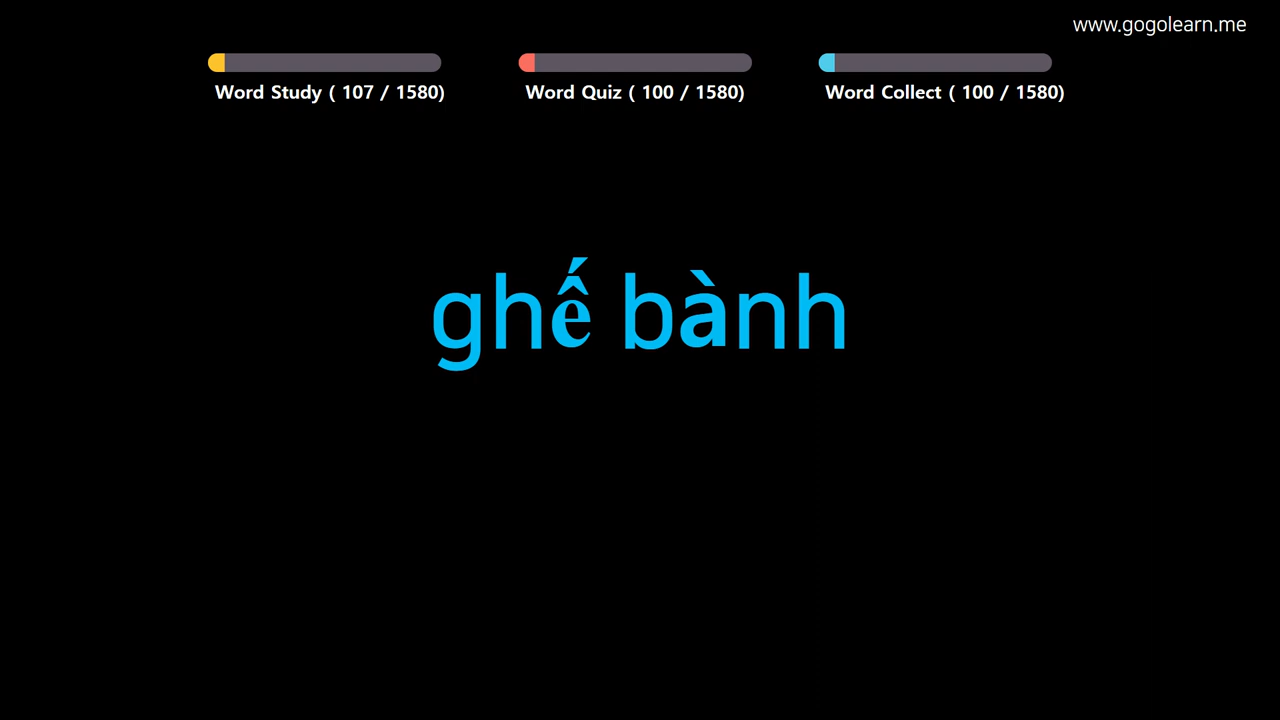 www.gogolearn.me
Word Study ( 107 / 1580)
Word Quiz ( 100 / 1580)
Word Collect ( 100 / 1580)
ghế bành